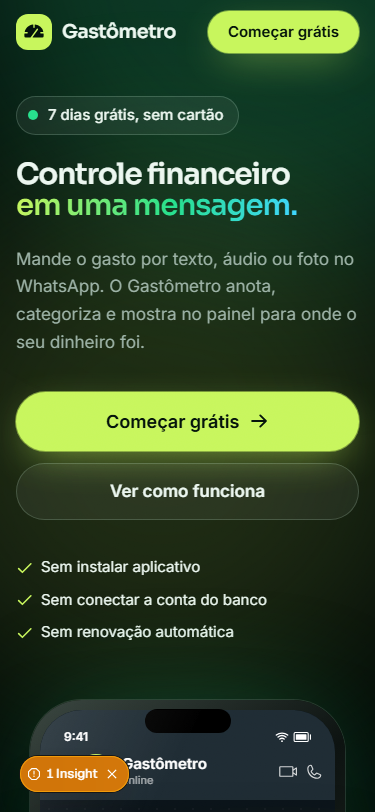 Gastômetro
Começar grátis
7 dias grátis, sem cartão
Controle financeiro
em uma mensagem.
Mande o gasto por texto, áudio ou foto no
WhatsApp. O Gastômetro anota,
categoriza e mostra no painel para onde o
seu dinheiro foi.
Começar grátis →
Ver como funciona
Sem instalar aplicativo
Sem conectar a conta do banco
Sem renovação automática
9:41
Gastômetro
nline
1 Insight